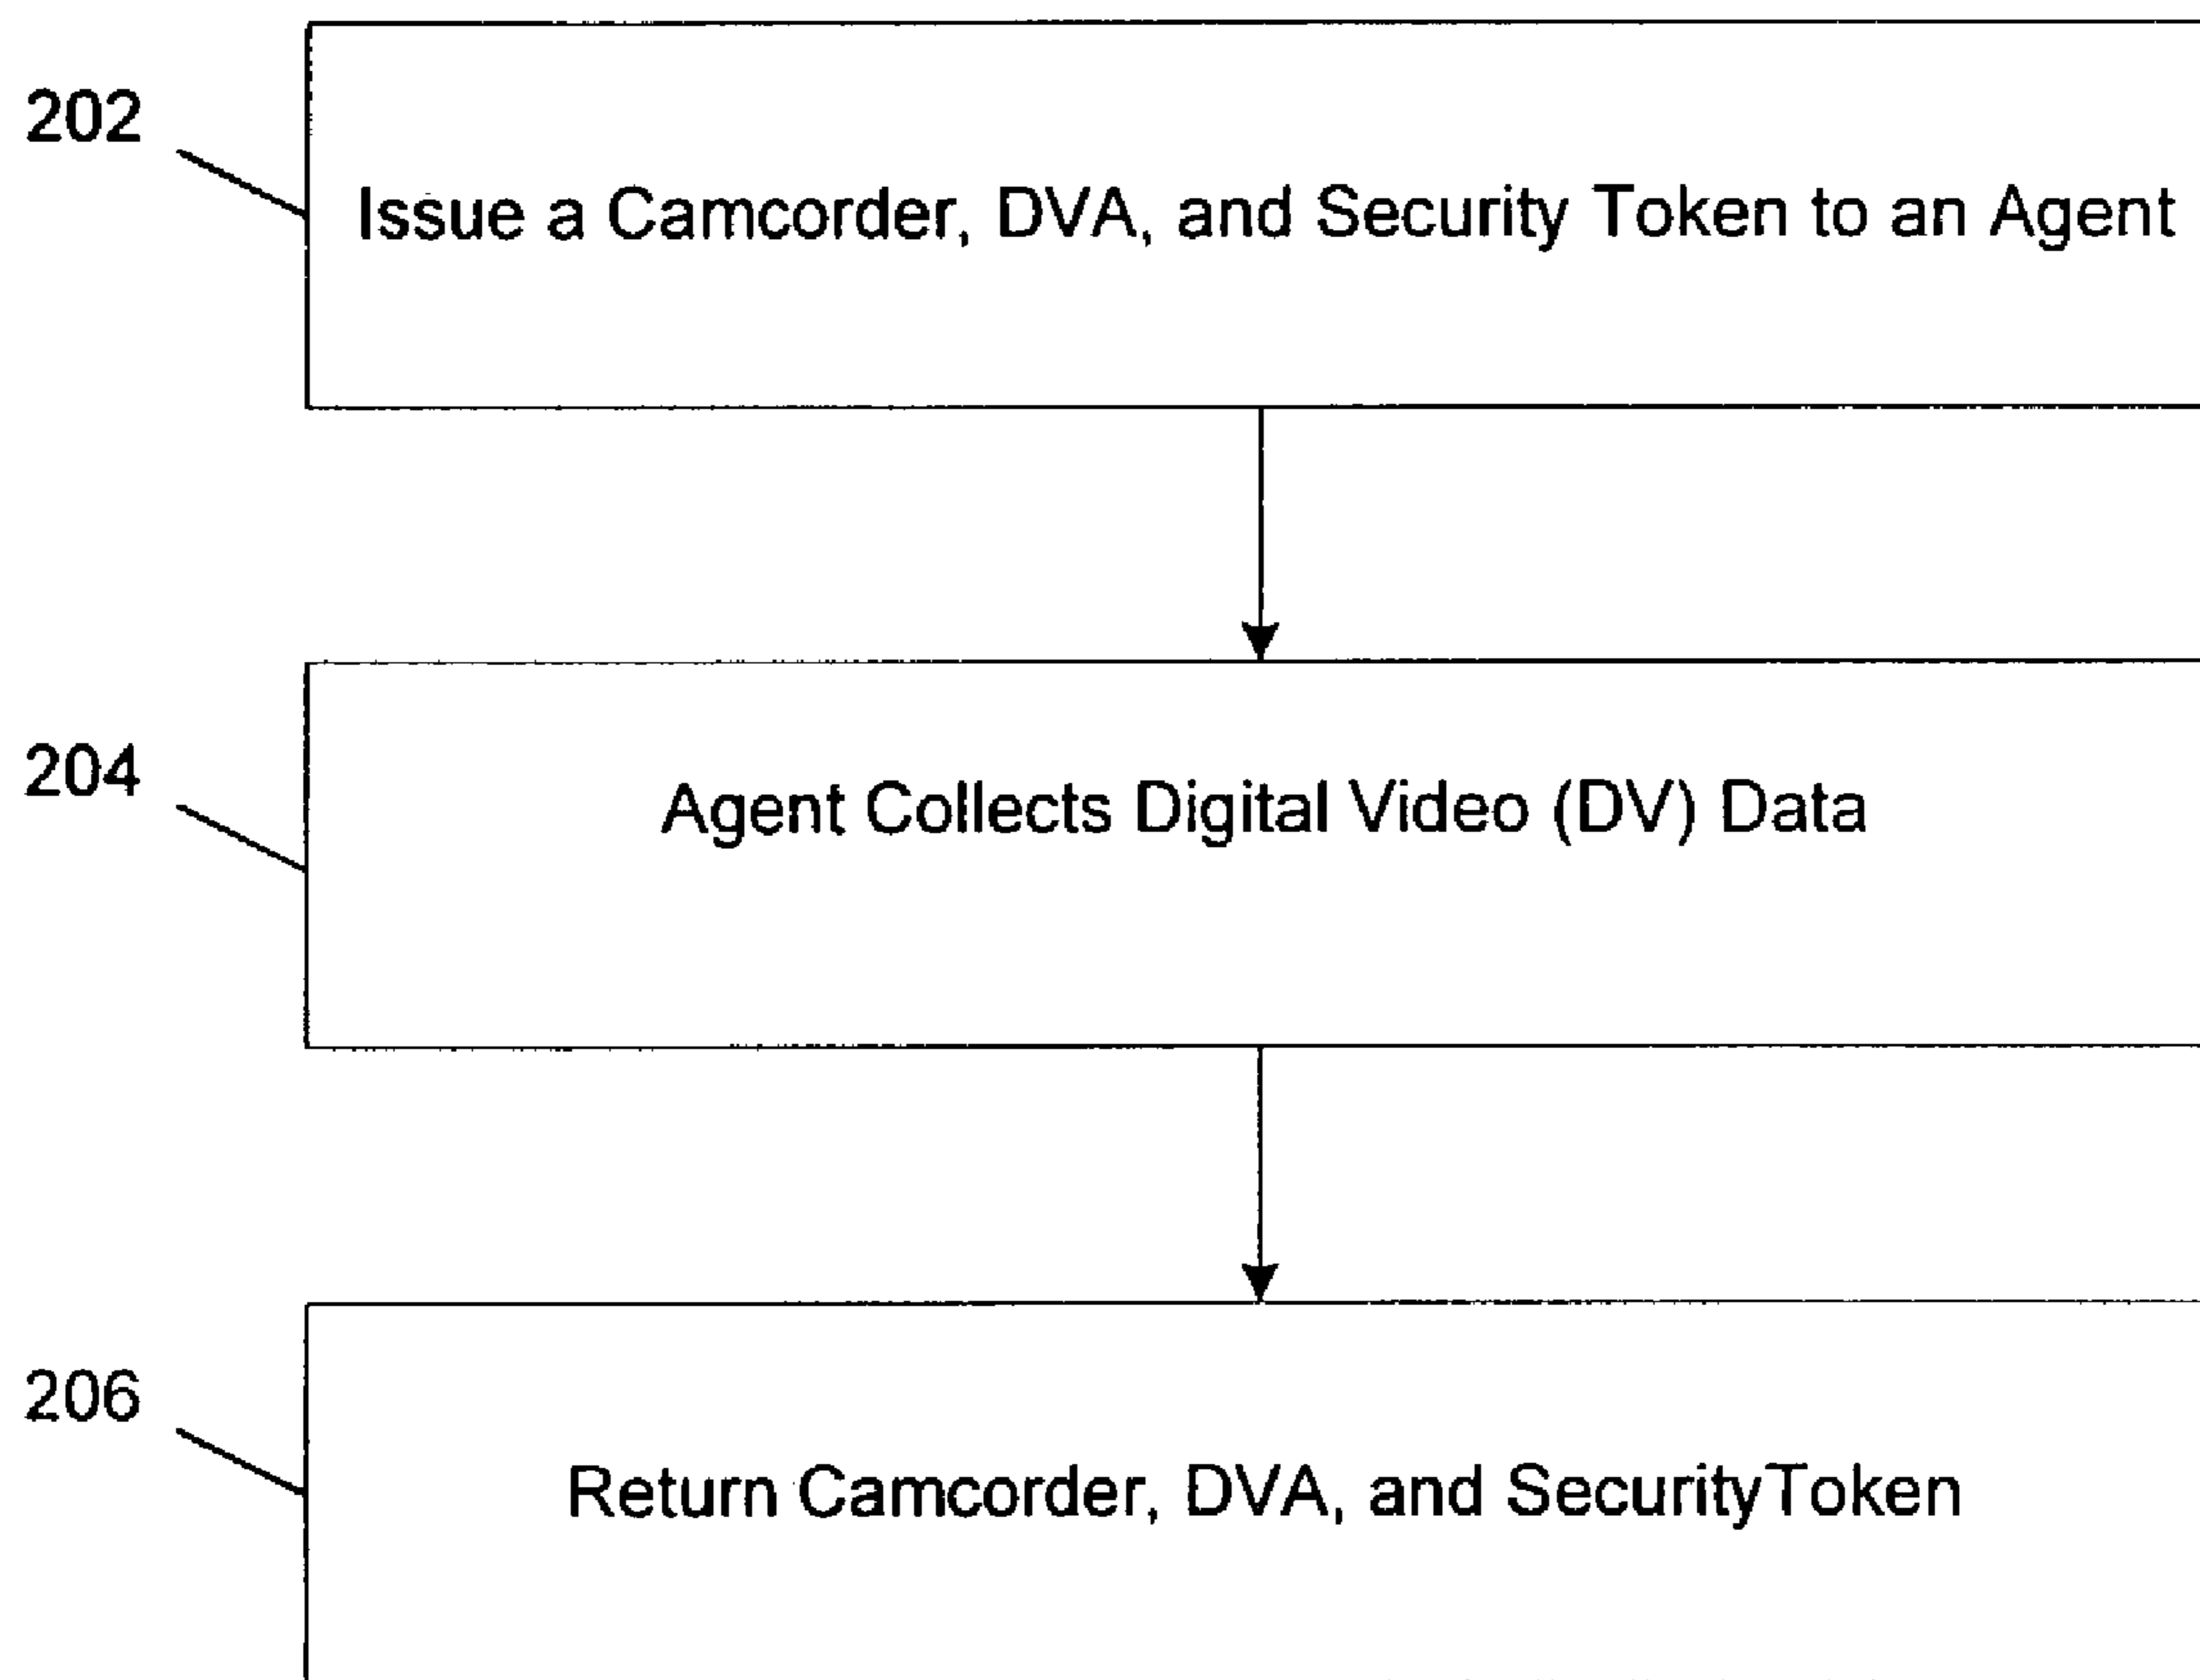 202
Issue a Camcorder, DVA, and Security Token to an Agent
204
Agent Collects Digital Video (DV) Data
206
Return Camcorder, DVA, and SecurityToken